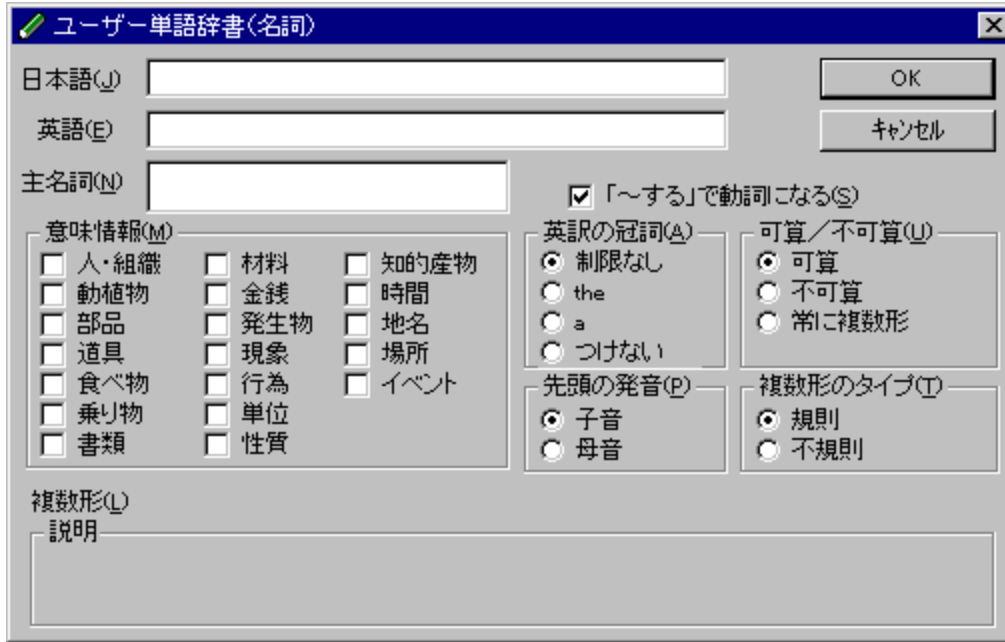 ユーザー単語辞書(名詞)
日本語(J)
OK
英語(E)
キャンセル
主名詞(N)
「～する」で動詞になる(S)
意味情報(M)
人・組織
材料
知的産物
動植物
金銭
時間
部品
発生物
地名
道具
現象
場所
食べ物
行為
イベント
乗り物
単位
書類
性質
英訳の冠詞(A)
制限なし
the
a
つけない
可算／不可算(U)
可算
不可算
常に複数形
先頭の発音(P)
子音
母音
複数形のタイプ(T)
規則
不規則
複数形(L)
説明